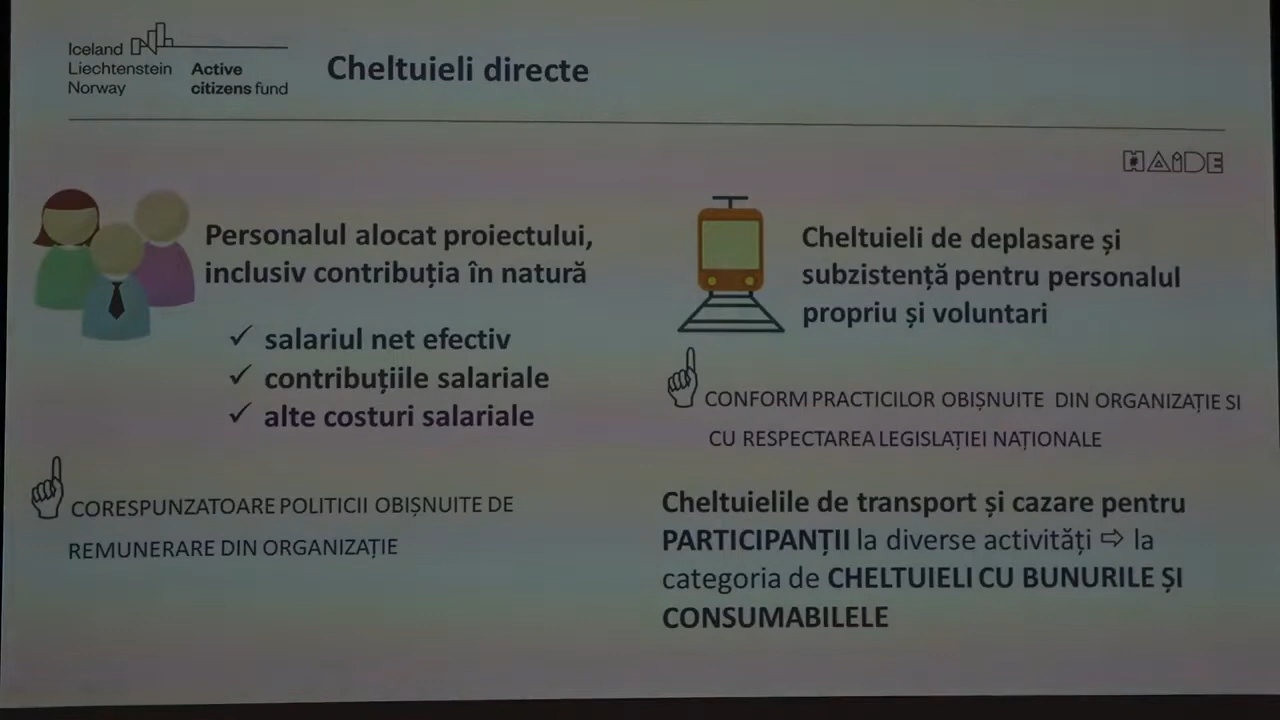 Iceland
Liechtenstein
Norway
Active
citizens fund
Cheltuieli directe
#AiDE
Personalul alocat proiectului,
inclusiv contribuția în natură
✓ salariul net efectiv
✓ contribuțiile salariale
✓ alte costuri salariale
CORESPUNZATOARE POLITICII OBIȘNUITE DE
REMUNERARE DIN ORGANIZAȚIE
Cheltuieli de deplasare și
subzistență pentru personalul
propriu și voluntari
CONFORM PRACTICILOR OBIȘNUITE DIN ORGANIZAȚIE SI
CU RESPECTAREA LEGISLAȚIEI NAȚIONALE
Cheltuielile de transport și cazare pentru
PARTICIPANȚII la diverse activități ⇨ la
categoria de CHELTUIELI CU BUNURILE ȘI
CONSUMABILELE